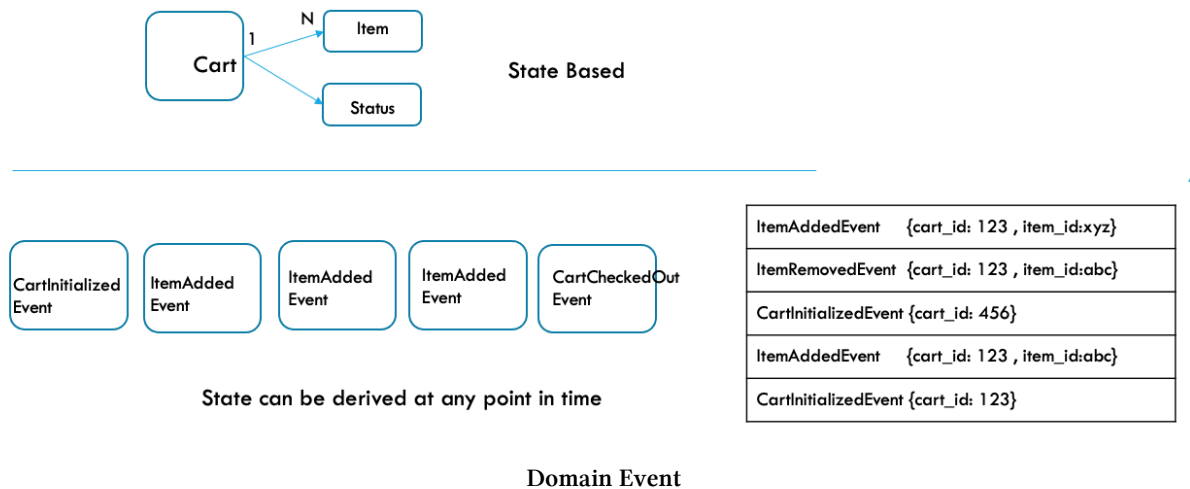 N
Item
1
Cart
State Based
Status
CartInitialized
Event
ItemAdded
Event
ItemAdded
Event
ItemAdded
Event
CartCheckedOut
Event
State can be derived at any point in time
ItemAddedEvent {cart_id: 123 , item_id:xyz}
ItemRemovedEvent {cart_id: 123 , item_id:abc}
CartInitializedEvent {cart_id: 456}
ItemAddedEvent {cart_id: 123 , item_id:abc}
CartInitializedEvent {cart_id: 123}
Domain Event